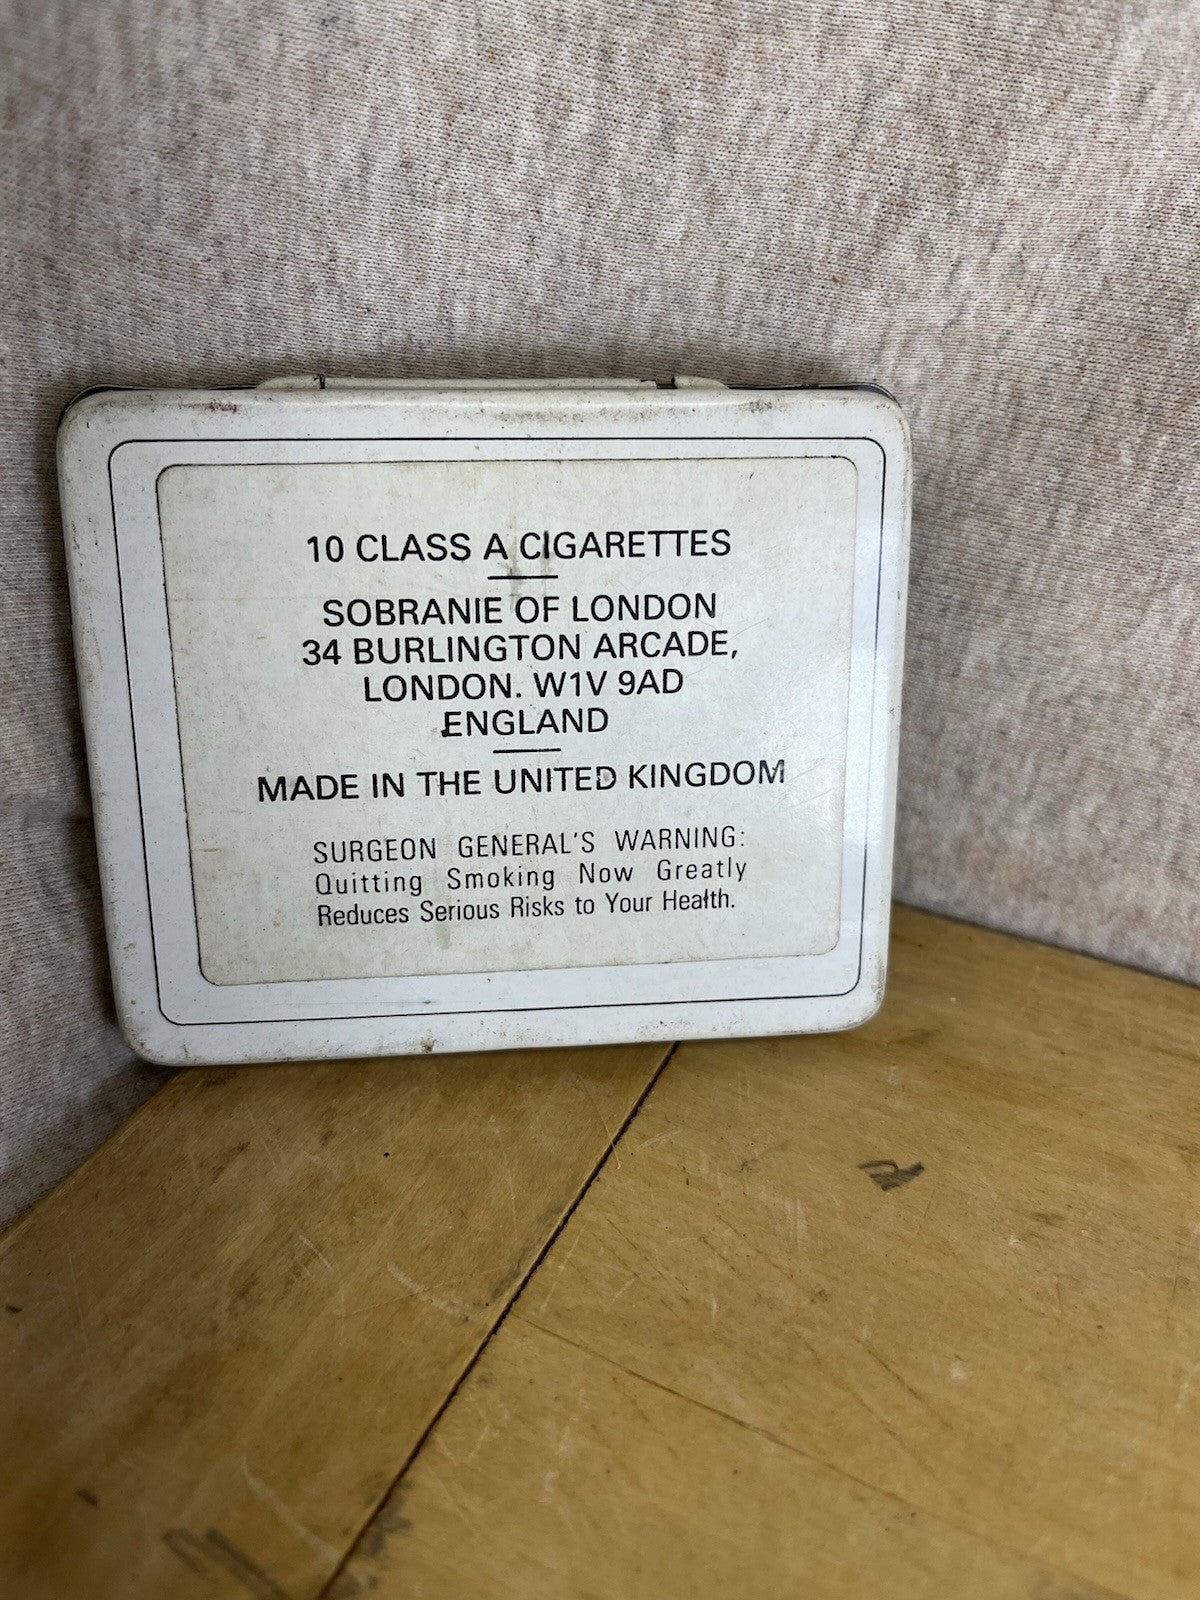 10 CLASS A CIGARETTES
SOBRANIE OF LONDON
34 BURLINGTON ARCADE,
LONDON. W1V 9AD
ENGLAND
MADE IN THE UNITED KINGDOM
SURGEON GENERAL'S WARNING:
Quitting Smoking Now Greatly
Reduces Serious Risks to Your Health.